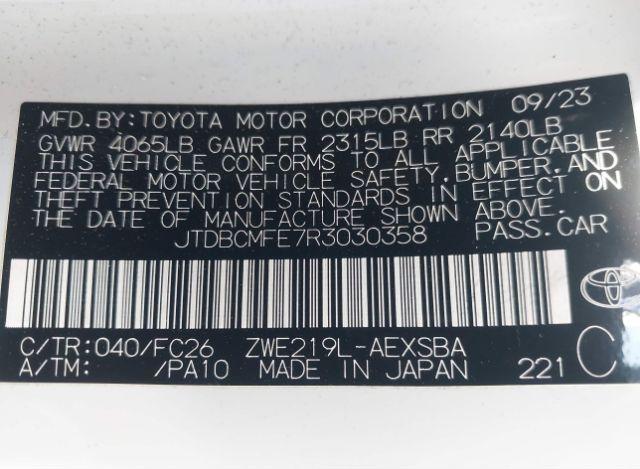 MFD. BY: TOYOTA MOTOR CORPORATION 09/23
GVWR 4065LB GAWR FR 2315LB RR 2140LB
THIS VEHICLE CONFORMS TO ALL APPLICABLE
FEDERAL MOTOR VEHICLE SAFETY, BUMPER, AND
THEFT PREVENTION STANDARDS IN EFFECT ON
THE DATE OF MANUFACTURE SHOWN ABOVE.
JTDBCMFE7R3030358 PASS.CAR
C/TR:040/FC26 ZWE219L-AEXSBA
A/TM: /PA10 MADE IN JAPAN 221 C